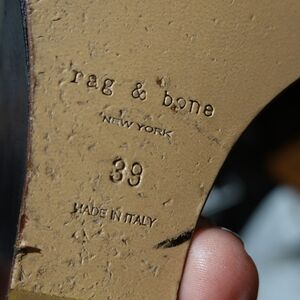 rag & bone
NEW YORK
39
MADE IN ITALY